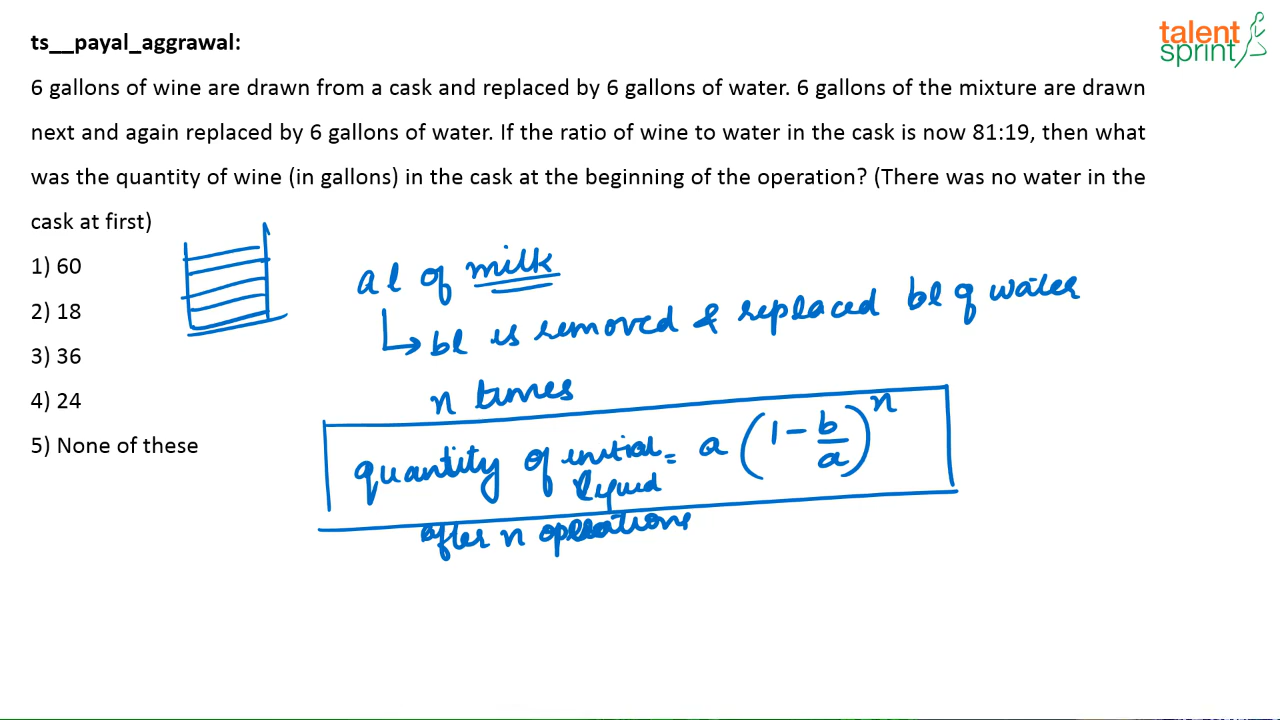 talent
sprint
ts__payal_aggrawal:
6 gallons of wine are drawn from a cask and replaced by 6 gallons of water. 6 gallons of the mixture are drawn
next and again replaced by 6 gallons of water. If the ratio of wine to water in the cask is now 81:19, then what
was the quantity of wine (in gallons) in the cask at the beginning of the operation? (There was no water in the
cask at first)
1) 60
2) 18
3) 36
4) 24
5) None of these
a l of milk
↳ bl is removed & replaced bl of water
n times
quantity of initial = a (1 - b/a)^n
liquid
after n operations